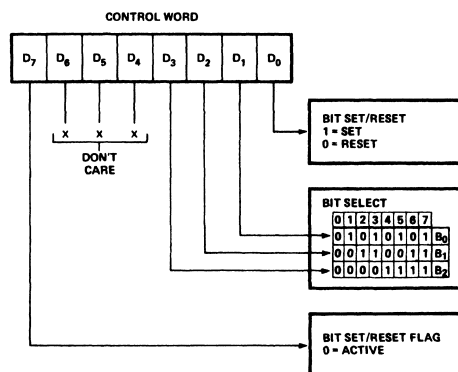 CONTROL WORD
D7 D6 D5 D4 D3 D2 D1 D0
X X X
DON'T
CARE
BIT SET/RESET
1 = SET
0 = RESET
BIT SELECT
0 1 2 3 4 5 6 7
0 1 0 1 0 1 0 1 B0
0 0 1 1 0 0 1 1 B1
0 0 0 0 1 1 1 1 B2
BIT SET/RESET FLAG
0 = ACTIVE